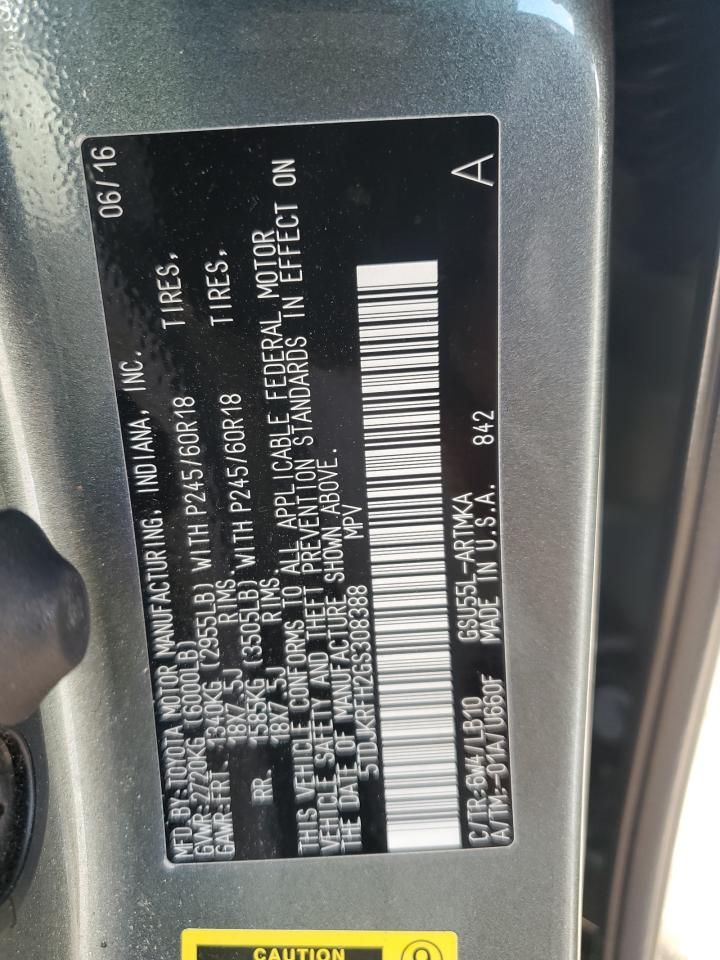 MFD BY: TOYOTA MOTOR MANUFACTURING, INDIANA, INC. 06/16
GVWR: 2720KG (6000LB)
GAWR: FRT 1340KG (2955LB) WITH P245/60R18 TIRES,
18X7.5J RIMS,
RR 1585KG (3505LB) WITH P245/60R18 TIRES,
18X7.5J RIMS,
THIS VEHICLE CONFORMS TO ALL APPLICABLE FEDERAL MOTOR
VEHICLE SAFETY AND THEFT PREVENTION STANDARDS IN EFFECT ON
THE DATE OF MANUFACTURE SHOWN ABOVE.
5TDJKRFH2GS308388 MPV
C/TR: 6V4/LB10 GSU55L-ARTMKA
A/TM: -01A/U660F MADE IN U.S.A. 842 A
CAUTION